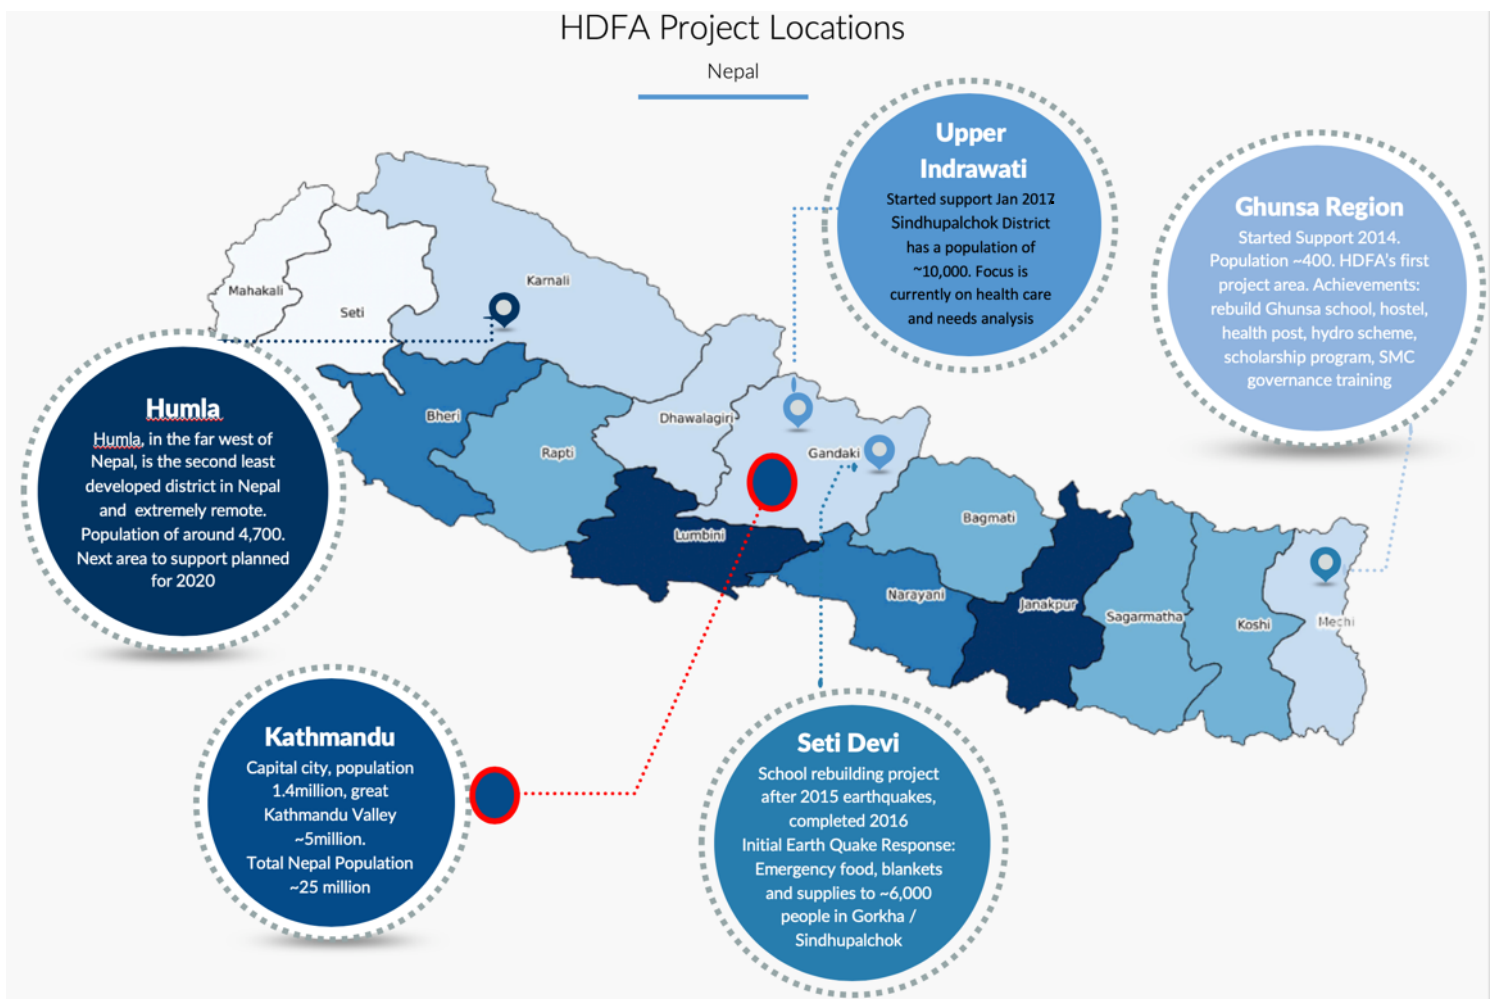 HDFA Project Locations
Nepal
Upper
Indrawati
Started support Jan 2017
Sindhupalchok District
has a population of
~10,000. Focus is
currently on health care
and needs analysis
Ghunsa Region
Started Support 2014.
Population ~400. HDFA's first
project area. Achievements:
rebuild Ghunsa school, hostel,
health post, hydro scheme,
scholarship program, SMC
governance training
Mahakali
Seti
Karnali
Bheri
Rapti
Dhawalagiri
Gandaki
Lumbini
Bagmati
Narayani
Janakpur
Sagarmatha
Koshi
Mechi
Humla
Humla, in the far west of
Nepal, is the second least
developed district in Nepal
and extremely remote.
Population of around 4,700.
Next area to support planned
for 2020
Kathmandu
Capital city, population
1.4million, great
Kathmandu Valley
~5million.
Total Nepal Population
~25 million
Seti Devi
School rebuilding project
after 2015 earthquakes,
completed 2016
Initial Earth Quake Response:
Emergency food, blankets
and supplies to ~6,000
people in Gorkha /
Sindhupalchok